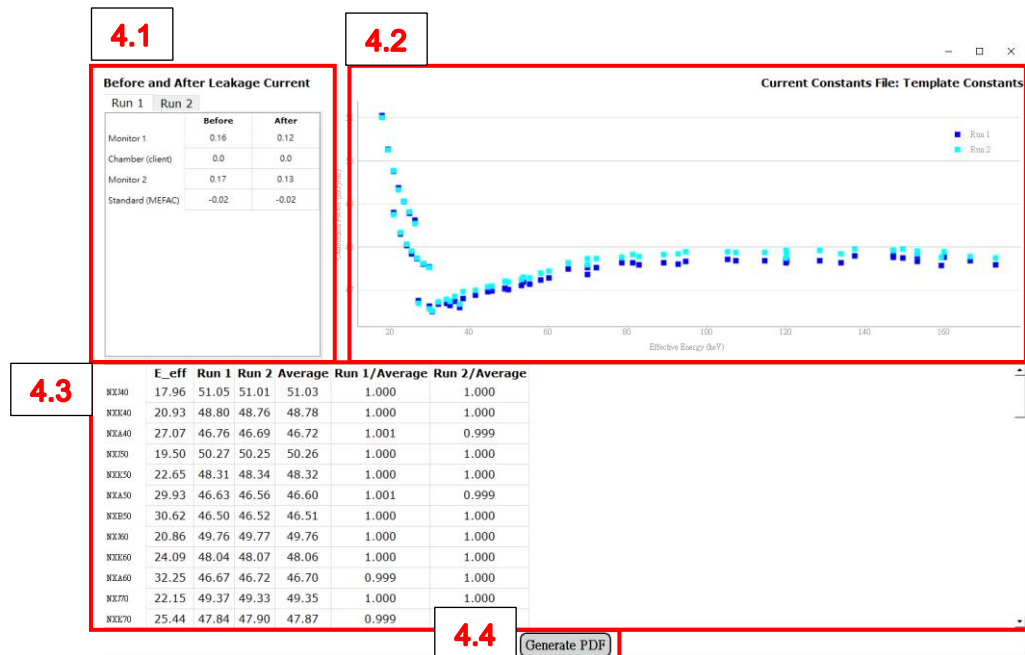 4.1
4.2
Before and After Leakage Current
Current Constants File: Template Constants
Run 1 Run 2
Before After
Monitor 1 0.16 0.12
Chamber (client) 0.0 0.0
Monitor 2 0.17 0.13
Standard (MEFAC) -0.02 -0.02
Run 1
Run 2
20 40 60 80 100 120 140 160
Effective Energy (keV)
4.3
E_eff Run 1 Run 2 Average Run 1/Average Run 2/Average
NXJ40 17.96 51.05 51.01 51.03 1.000 1.000
NXK40 20.93 48.80 48.76 48.78 1.000 1.000
NXA40 27.07 46.76 46.69 46.72 1.001 0.999
NXJ50 19.50 50.27 50.25 50.26 1.000 1.000
NXK50 22.65 48.31 48.34 48.32 1.000 1.000
NXA50 29.93 46.63 46.56 46.60 1.001 0.999
NXB50 30.62 46.50 46.52 46.51 1.000 1.000
NXJ60 20.86 49.76 49.77 49.76 1.000 1.000
NXK60 24.09 48.04 48.07 48.06 1.000 1.000
NXA60 32.25 46.67 46.72 46.70 0.999 1.000
NXJ70 22.15 49.37 49.33 49.35 1.000 1.000
NXK70 25.44 47.84 47.90 47.87 0.999
4.4
Generate PDF